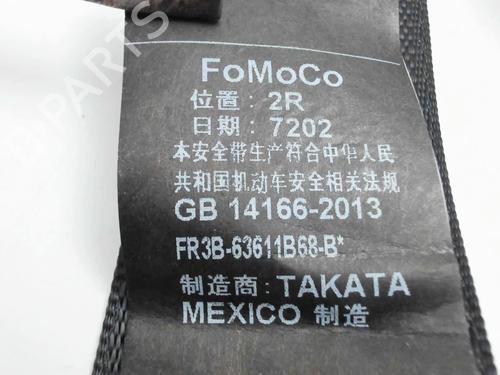 FoMoCo
位置: 2R
日期: 7202
本安全带生产符合中华人民
共和国机动车安全相关法规
GB 14166-2013
FR3B-63611B68-B*
制造商: TAKATA
MEXICO 制造